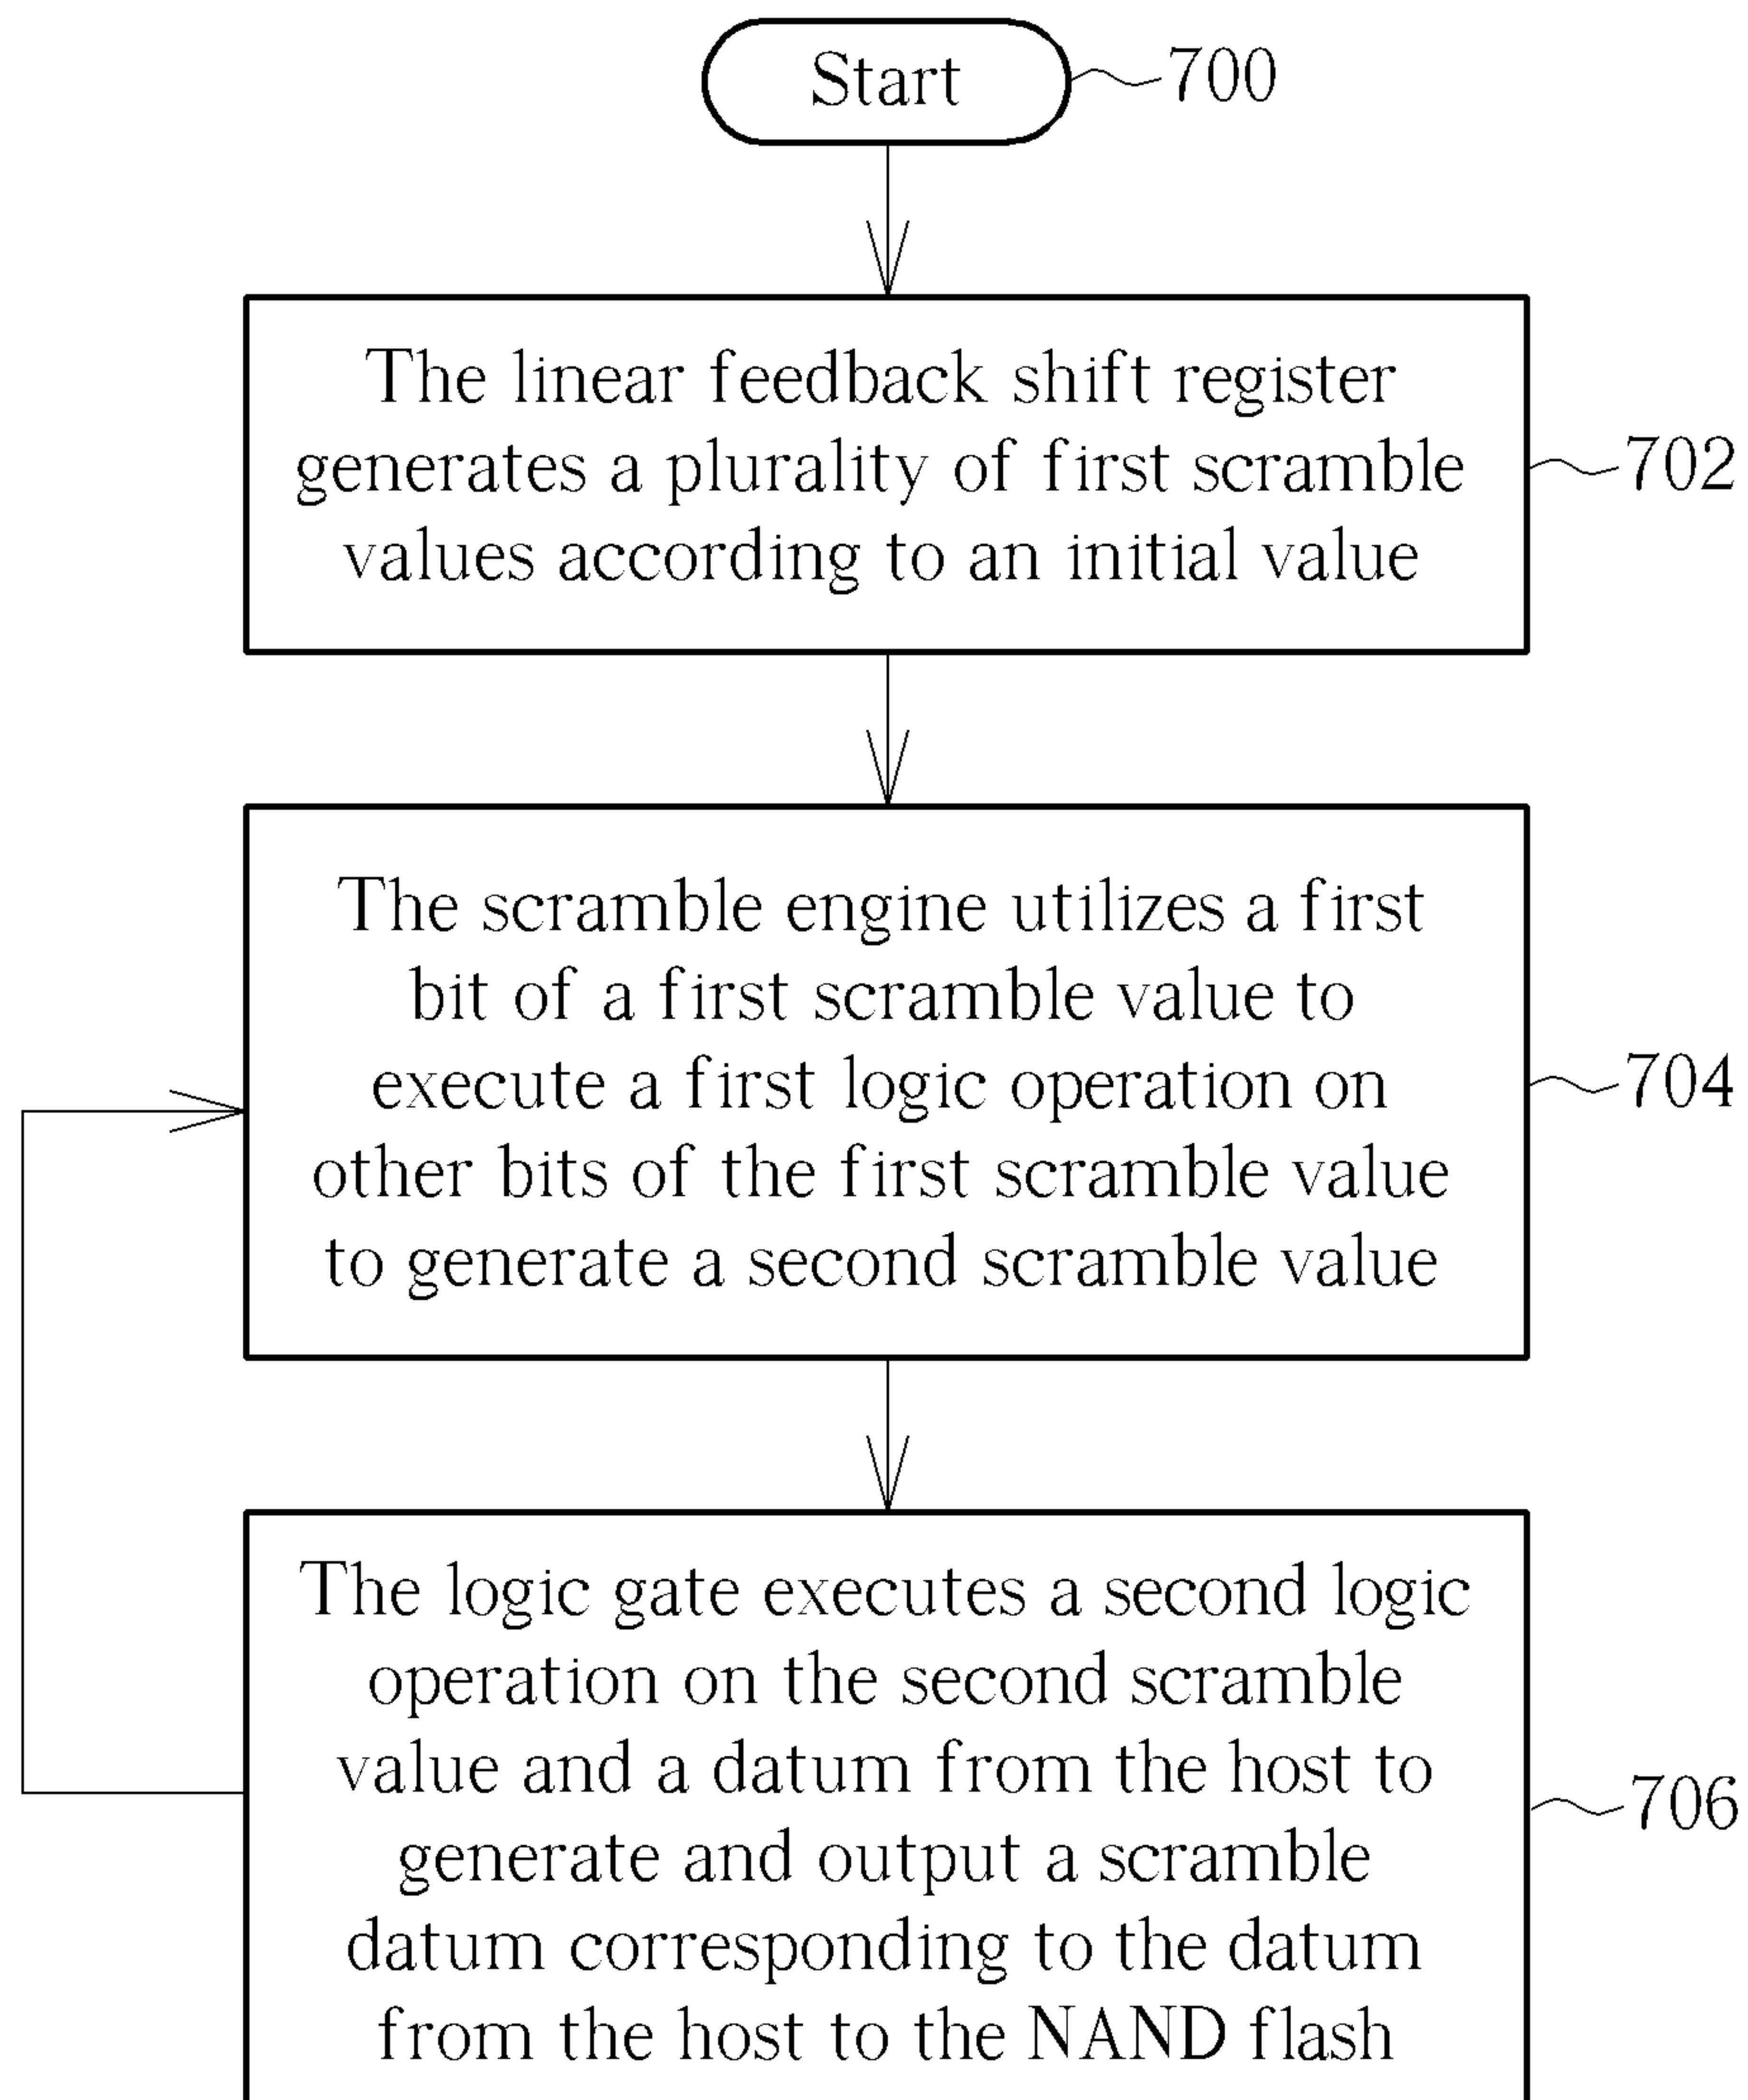 Start
700
The linear feedback shift register
generates a plurality of first scramble
values according to an initial value
702
The scramble engine utilizes a first
bit of a first scramble value to
execute a first logic operation on
other bits of the first scramble value
to generate a second scramble value
704
The logic gate executes a second logic
operation on the second scramble
value and a datum from the host to
generate and output a scramble
datum corresponding to the datum
from the host to the NAND flash
706